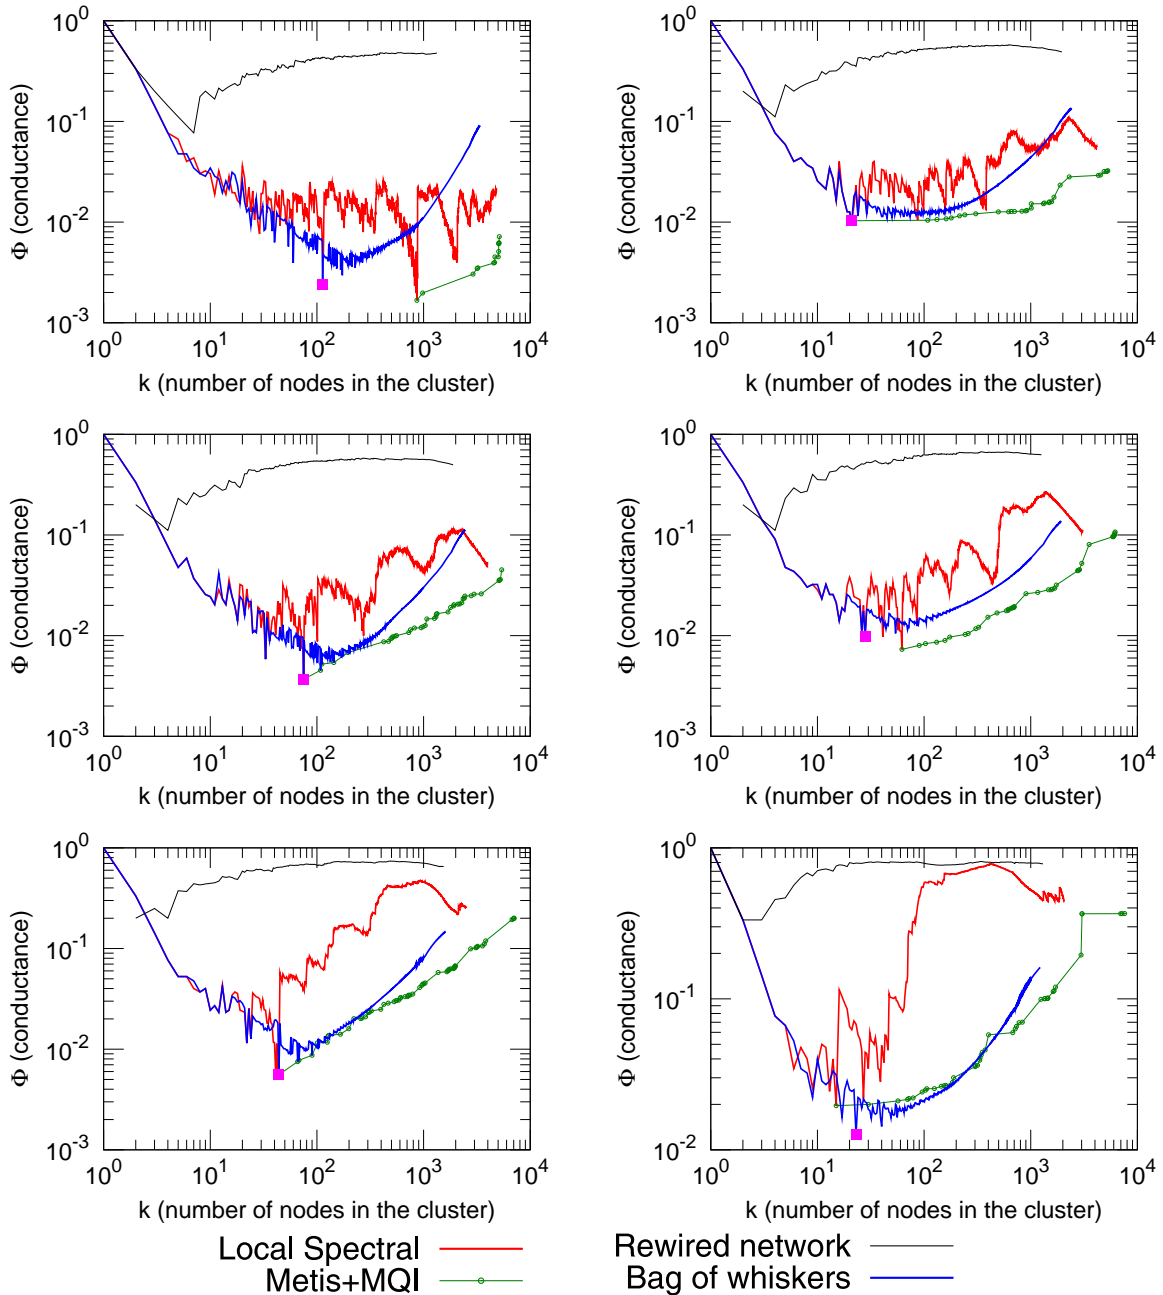 10^0
10^-1
10^-2
10^-3
10^0 10^1 10^2 10^3 10^4
Φ (conductance)
k (number of nodes in the cluster)
10^0
10^-1
10^-2
10^-3
10^0 10^1 10^2 10^3 10^4
Φ (conductance)
k (number of nodes in the cluster)
10^0
10^-1
10^-2
10^-3
10^0 10^1 10^2 10^3 10^4
Φ (conductance)
k (number of nodes in the cluster)
10^0
10^-1
10^-2
10^-3
10^0 10^1 10^2 10^3 10^4
Φ (conductance)
k (number of nodes in the cluster)
10^0
10^-1
10^-2
10^-3
10^0 10^1 10^2 10^3 10^4
Φ (conductance)
k (number of nodes in the cluster)
10^0
10^-1
10^-2
10^0 10^1 10^2 10^3 10^4
Φ (conductance)
k (number of nodes in the cluster)
Local Spectral
Metis+MQI
Rewired network
Bag of whiskers